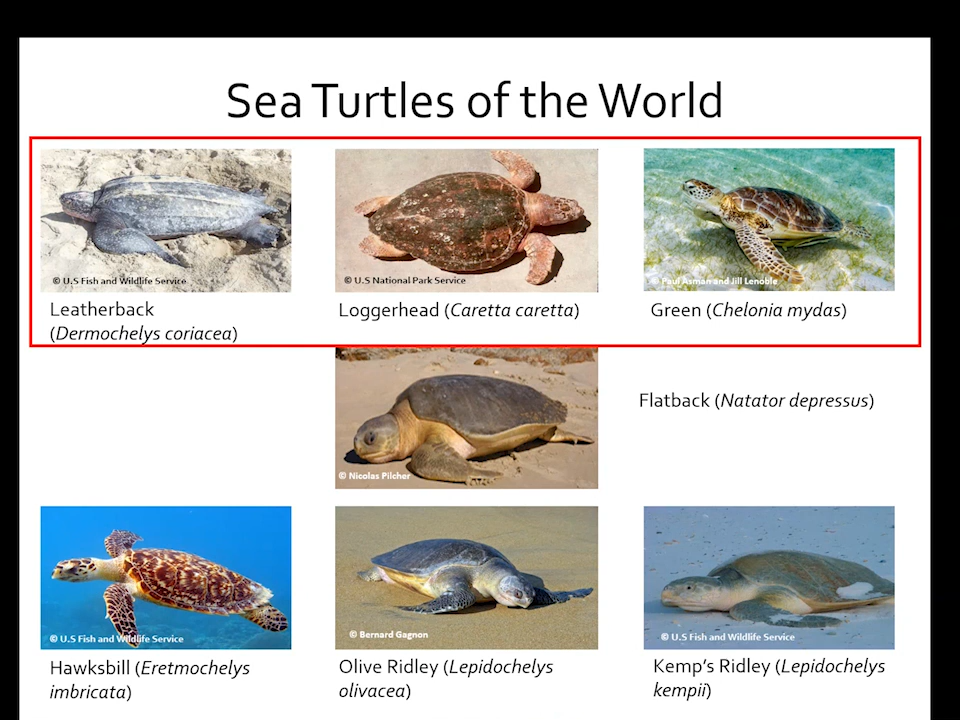 Sea Turtles of the World
© U.S Fish and Wildlife Service
© U.S National Park Service
© Paul Asman and Jill Lenoble
Leatherback
(Dermochelys coriacea)
Loggerhead (Caretta caretta)
Green (Chelonia mydas)
© Nicolas Pilcher
Flatback (Natator depressus)
© U.S Fish and Wildlife Service
© Bernard Gagnon
© U.S Fish and Wildlife Service
Hawksbill (Eretmochelys
imbricata)
Olive Ridley (Lepidochelys
olivacea)
Kemp's Ridley (Lepidochelys
kempii)